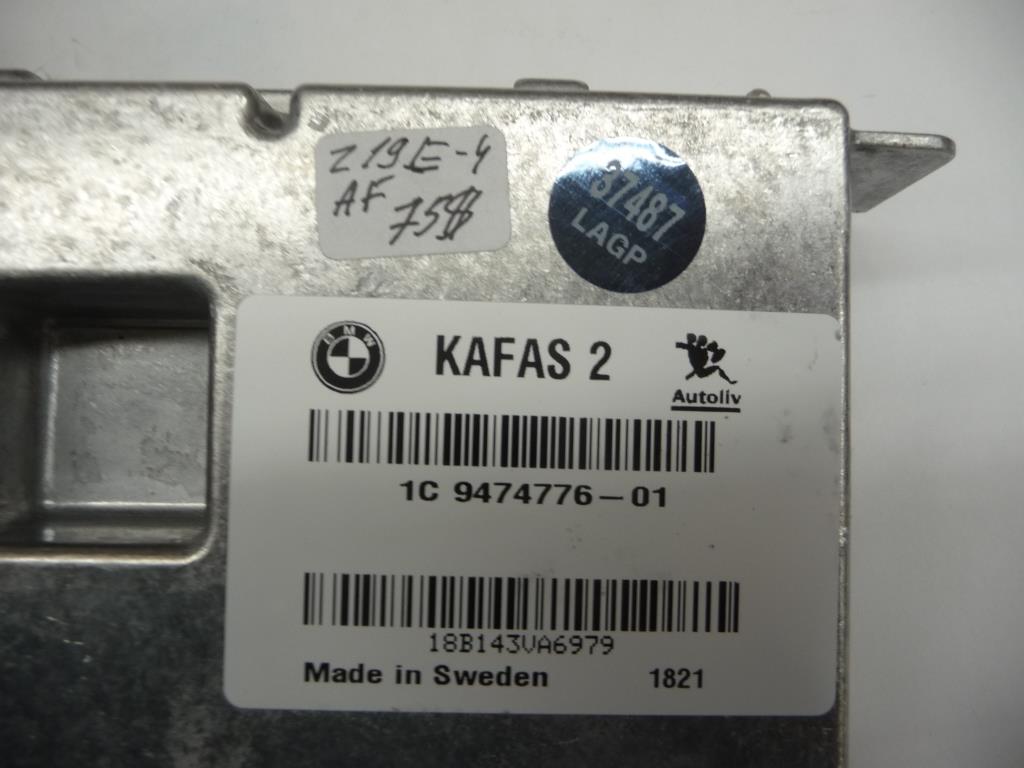 Z19E-4
AF
758
37487
LAGP
BMW
KAFAS 2
Autoliv
1C 9474776-01
18B143VA6979
Made in Sweden 1821